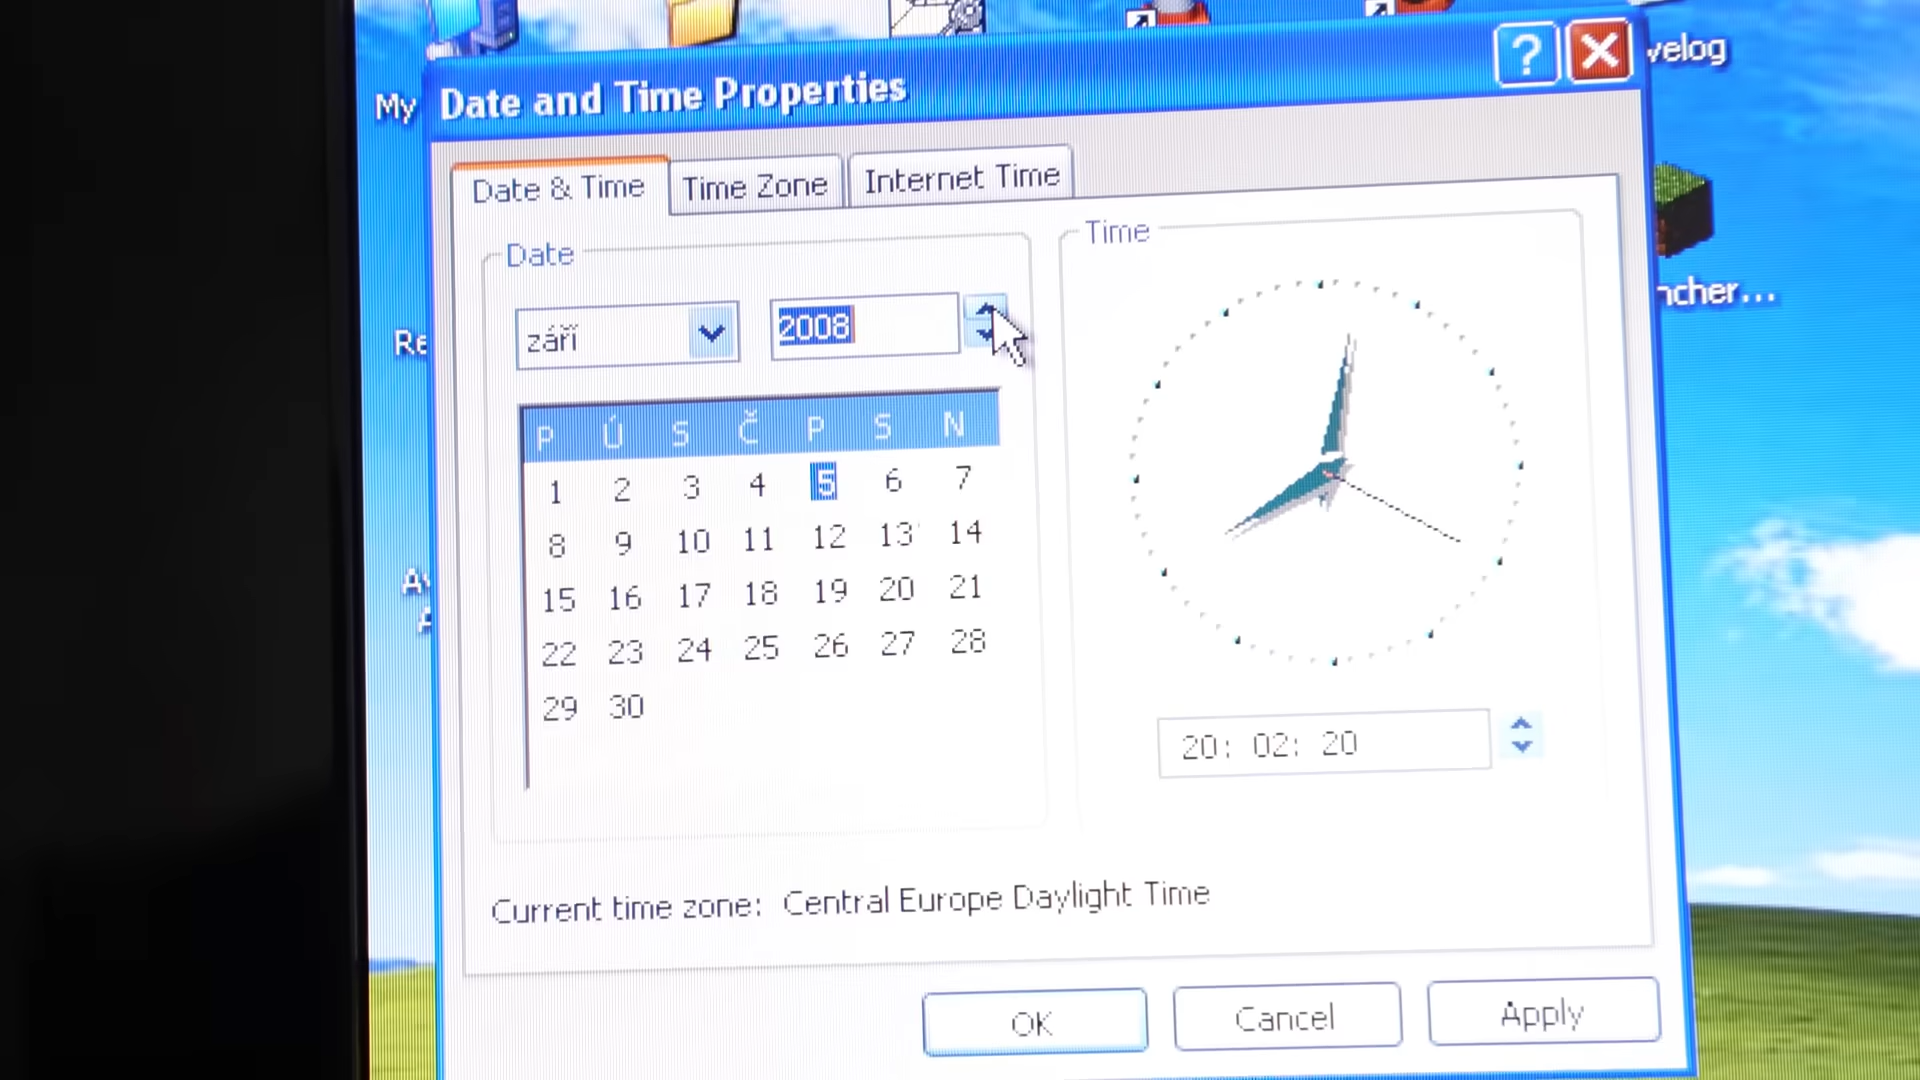 My
velog
Date and Time Properties
Date & Time
Time Zone
Internet Time
Date
Time
září
2008
P Ú S Č P S N
1 2 3 4 5 6 7
8 9 10 11 12 13 14
15 16 17 18 19 20 21
22 23 24 25 26 27 28
29 30
20: 02: 20
Current time zone: Central Europe Daylight Time
OK
Cancel
Apply
Re
ncher...